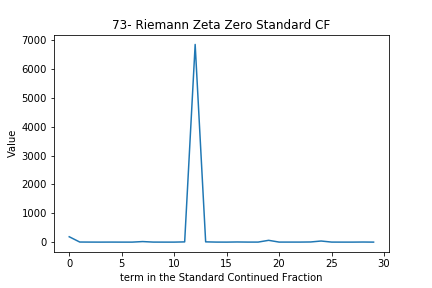 73- Riemann Zeta Zero Standard CF
7000
6000
5000
4000
3000
2000
1000
0
Value
0 5 10 15 20 25 30
term in the Standard Continued Fraction